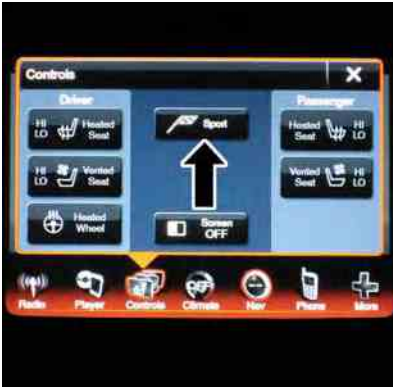 Controls
Driver
HI
LO
Heated
Seat
HI
LO
Vented
Seat
Heated
Wheel
Sport
Screen
OFF
Passenger
Heated
Seat
HI
LO
Vented
Seat
HI
LO
OFF
Radio
Player
Controls
Climate
Nav
Phone
More